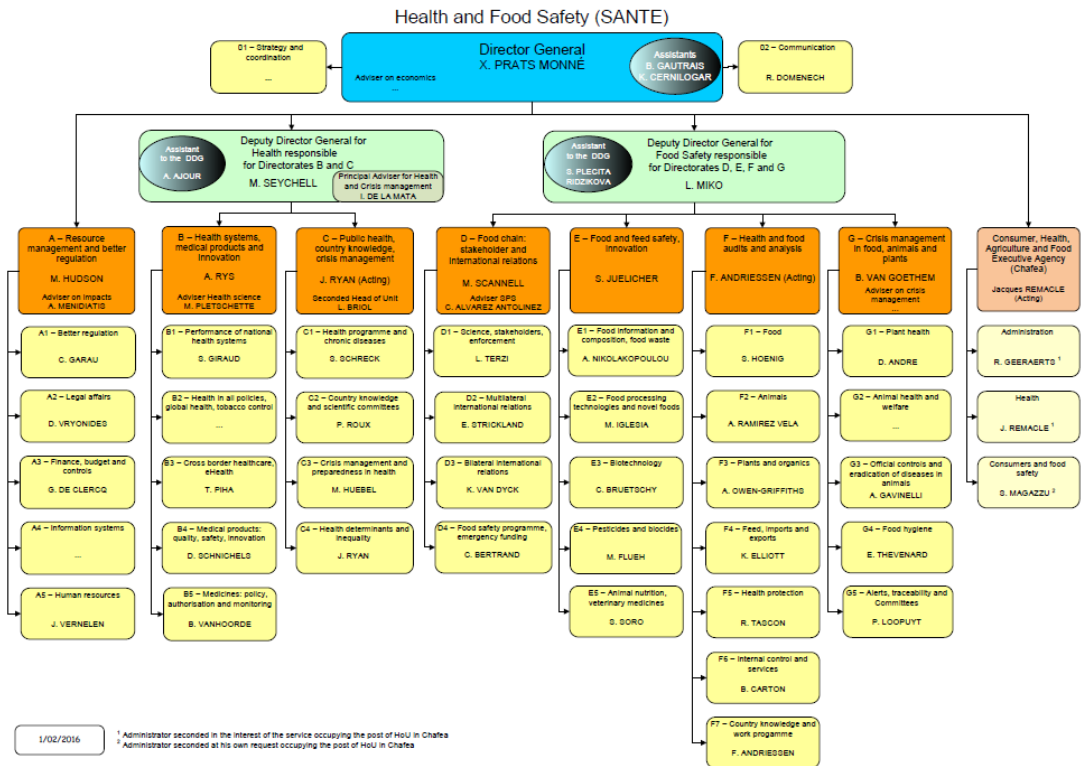 Health and Food Safety (SANTE)
01 – Strategy and
coordination
...
Director General
X. PRATS MONNÉ
Adviser on economics
...
Assistants
B. GAUTRAIS
K. CERNILOGAR
02 – Communication
R. DOMENECH
Assistant
to the DDG
A. AJOUR
Deputy Director General for
Health responsible
for Directorates B and C
M. SEYCHELL
Principal Adviser for Health
and Crisis management
I. DE LA MATA
Assistant
to the DDG
S. PLECITA
RIDZIKOVA
Deputy Director General for
Food Safety responsible
for Directorates D, E, F and G
L. MIKO
A – Resource
management and better
regulation
M. HUDSON
Adviser on impacts
A. MENIDIATIS
A1 – Better regulation
C. GARAU
A2 – Legal affairs
D. VRYONIDES
A3 – Finance, budget and
controls
G. DE CLERCQ
A4 – Information systems
...
A5 – Human resources
J. VERNELEN
B – Health systems,
medical products and
innovation
A. RYS
Adviser Health science
M. PLETSCHETTE
B1 – Performance of national
health systems
S. GIRAUD
B2 – Health in all policies,
global health, tobacco control
...
B3 – Cross border healthcare,
eHealth
T. PIHA
B4 – Medical products:
quality, safety, innovation
D. SCHNICHELS
B5 – Medicines: policy,
authorisation and monitoring
B. VANHOORDE
C – Public health,
country knowledge,
crisis management
J. RYAN (Acting)
Seconded Head of Unit
L. BRIOL
C1 – Health programme and
chronic diseases
S. SCHRECK
C2 – Country knowledge
and scientific committees
P. ROUX
C3 – Crisis management and
preparedness in health
M. HUEBEL
C4 – Health determinants and
inequality
J. RYAN
D – Food chain:
stakeholder and
international relations
M. SCANNELL
Adviser SPS
C. ALVAREZ ANTOLINEZ
D1 – Science, stakeholders,
enforcement
L. TERZI
D2 – Multilateral
international relations
E. STRICKLAND
D3 – Bilateral international
relations
K. VAN DYCK
D4 – Food safety programme,
emergency funding
C. BERTRAND
E – Food and feed safety,
innovation
S. JUELICHER
E1 – Food information and
composition, food waste
A. NIKOLAKOPOULOU
E2 – Food processing
technologies and novel foods
M. IGLESIA
E3 – Biotechnology
C. BRUETSCHY
E4 – Pesticides and biocides
M. FLUEH
E5 – Animal nutrition,
veterinary medicines
S. SORO
F – Health and food
audits and analysis
F. ANDRIESSEN (Acting)
F1 – Food
S. HOENIG
F2 – Animals
A. RAMIREZ VELA
F3 – Plants and organics
A. OWEN-GRIFFITHS
F4 – Feed, imports and
exports
K. ELLIOTT
F5 – Health protection
R. TASCON
F6 – Internal control and
services
B. CARTON
F7 – Country knowledge and
work progamme
F. ANDRIESSEN
G – Crisis management
in food, animals and
plants
B. VAN GOETHEM
Adviser on crisis
management
...
G1 – Plant health
D. ANDRE
G2 – Animal health and
welfare
...
G3 – Official controls and
eradication of diseases in
animals
A. GAVINELLI
G4 – Food hygiene
E. THEVENARD
G5 – Alerts, traceability and
Committees
P. LOOPUYT
Consumer, Health,
Agriculture and Food
Executive Agency
(Chafea)
Jacques REMACLE
(Acting)
Administration
R. GEERAERTS 1
Health
J. REMACLE 1
Consumers and food
safety
S. MAGAZZU 2
1/02/2016
1 Administrator seconded in the interest of the service occupying the post of HoU in Chafea
2 Administrator seconded at his own request occupying the post of HoU in Chafea